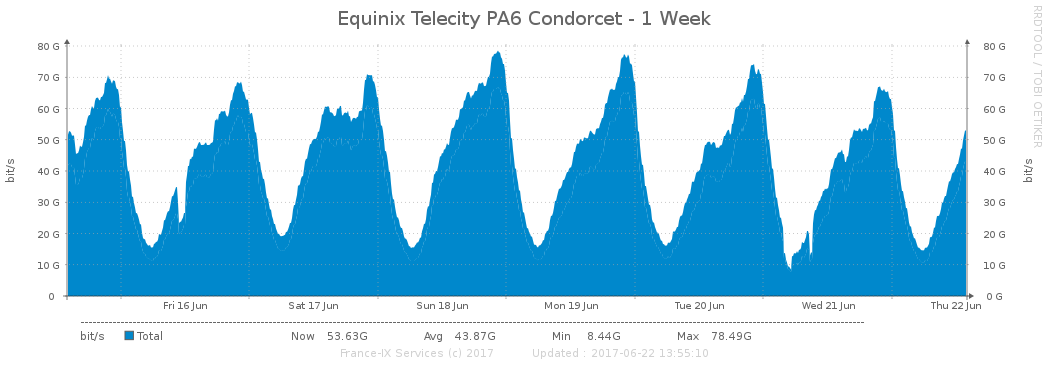 Equinix Telecity PA6 Condorcet - 1 Week
RRDTOOL / TOBI OETIKER
80 G 80 G
70 G 70 G
60 G 60 G
50 G 50 G
40 G 40 G
30 G 30 G
20 G 20 G
10 G 10 G
0 0 G
bit/s bit/s
Fri 16 Jun Sat 17 Jun Sun 18 Jun Mon 19 Jun Tue 20 Jun Wed 21 Jun Thu 22 Jun
bit/s Total Now 53.63G Avg 43.87G Min 8.44G Max 78.49G
France-IX Services (c) 2017 Updated : 2017-06-22 13:55:10